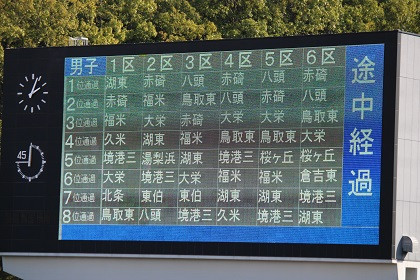 男子 1区 2区 3区 4区 5区 6区
1位通過 湖東 赤碕 八頭 赤碕 八頭 八頭
2位通過 赤碕 福米 鳥取東 八頭 赤碕 赤碕
3位通過 福米 大栄 赤碕 大栄 大栄 鳥取東
4位通過 久米 湖東 福米 鳥取東 鳥取東 大栄
5位通過 境港三 湯梨浜 湖東 境港三 桜ヶ丘 桜ヶ丘
6位通過 大栄 境港三 大栄 福米 福米 倉吉東
7位通過 北条 東伯 東伯 湖東 境港三 境港三
8位通過 鳥取東 八頭 境港三 久米 湖東 湖東
途中経過
45